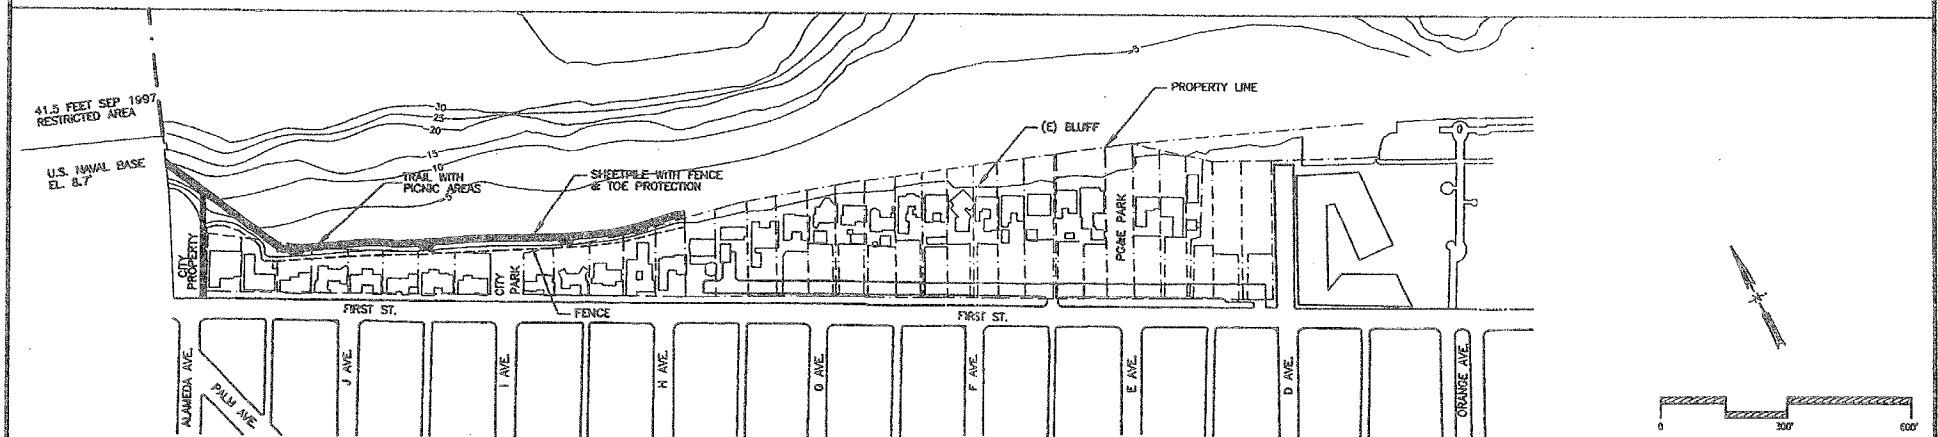 41.5 FEET SEP 1997
RESTRICTED AREA
U.S. NAVAL BASE
EL. 8.7'
30
25
20
15
10
5
5
TRAIL WITH
PICNIC AREAS
SHEETPILE WITH FENCE
& TOE PROTECTION
(E) BLUFF
PROPERTY LINE
CITY
PROPERTY
CITY
PARK
PG&E PARK
FIRST ST.
FENCE
FIRST ST.
ALAMEDA AVE.
PALM AVE.
J AVE.
I AVE.
H AVE.
G AVE.
F AVE.
E AVE.
D AVE.
ORANGE AVE.
0
300'
600'